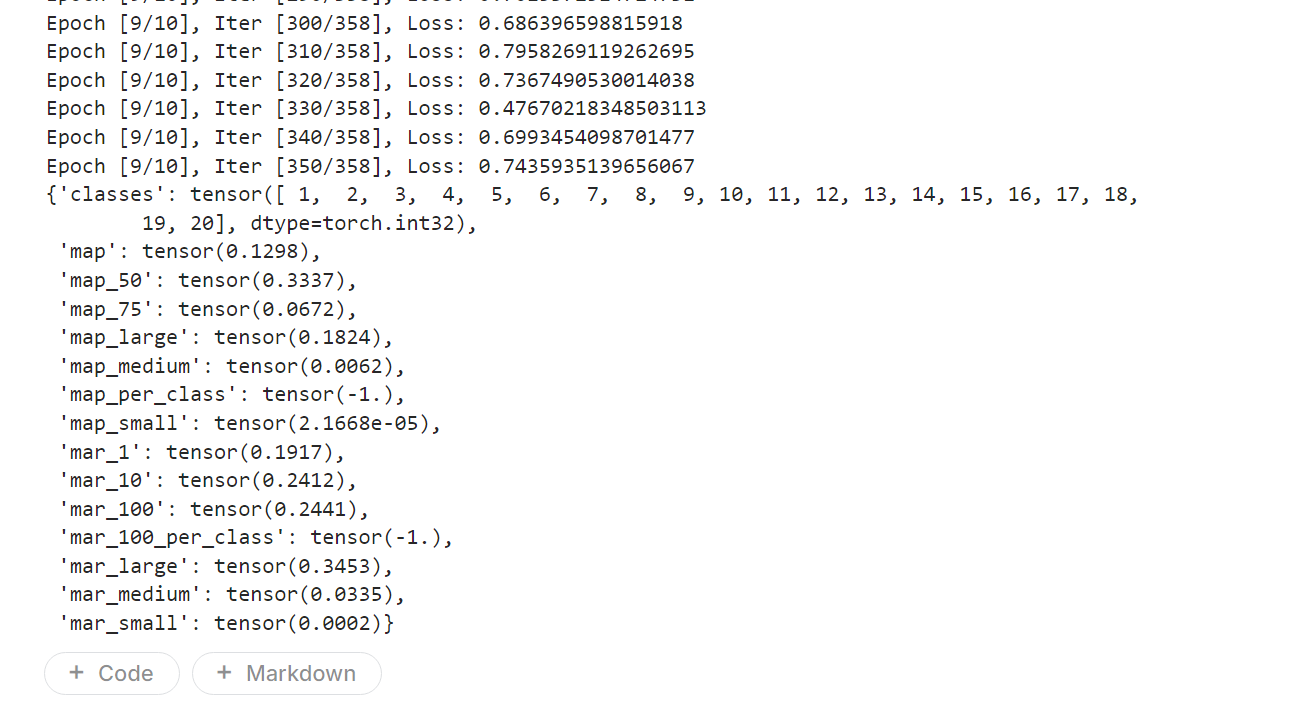 Epoch [9/10], Iter [300/358], Loss: 0.686396598815918
Epoch [9/10], Iter [310/358], Loss: 0.7958269119262695
Epoch [9/10], Iter [320/358], Loss: 0.7367490530014038
Epoch [9/10], Iter [330/358], Loss: 0.47670218348503113
Epoch [9/10], Iter [340/358], Loss: 0.6993454098701477
Epoch [9/10], Iter [350/358], Loss: 0.7435935139656067
{'classes': tensor([ 1,  2,  3,  4,  5,  6,  7,  8,  9, 10, 11, 12, 13, 14, 15, 16, 17, 18,
        19, 20], dtype=torch.int32),
 'map': tensor(0.1298),
 'map_50': tensor(0.3337),
 'map_75': tensor(0.0672),
 'map_large': tensor(0.1824),
 'map_medium': tensor(0.0062),
 'map_per_class': tensor(-1.),
 'map_small': tensor(2.1668e-05),
 'mar_1': tensor(0.1917),
 'mar_10': tensor(0.2412),
 'mar_100': tensor(0.2441),
 'mar_100_per_class': tensor(-1.),
 'mar_large': tensor(0.3453),
 'mar_medium': tensor(0.0335),
 'mar_small': tensor(0.0002)}
+ Code + Markdown